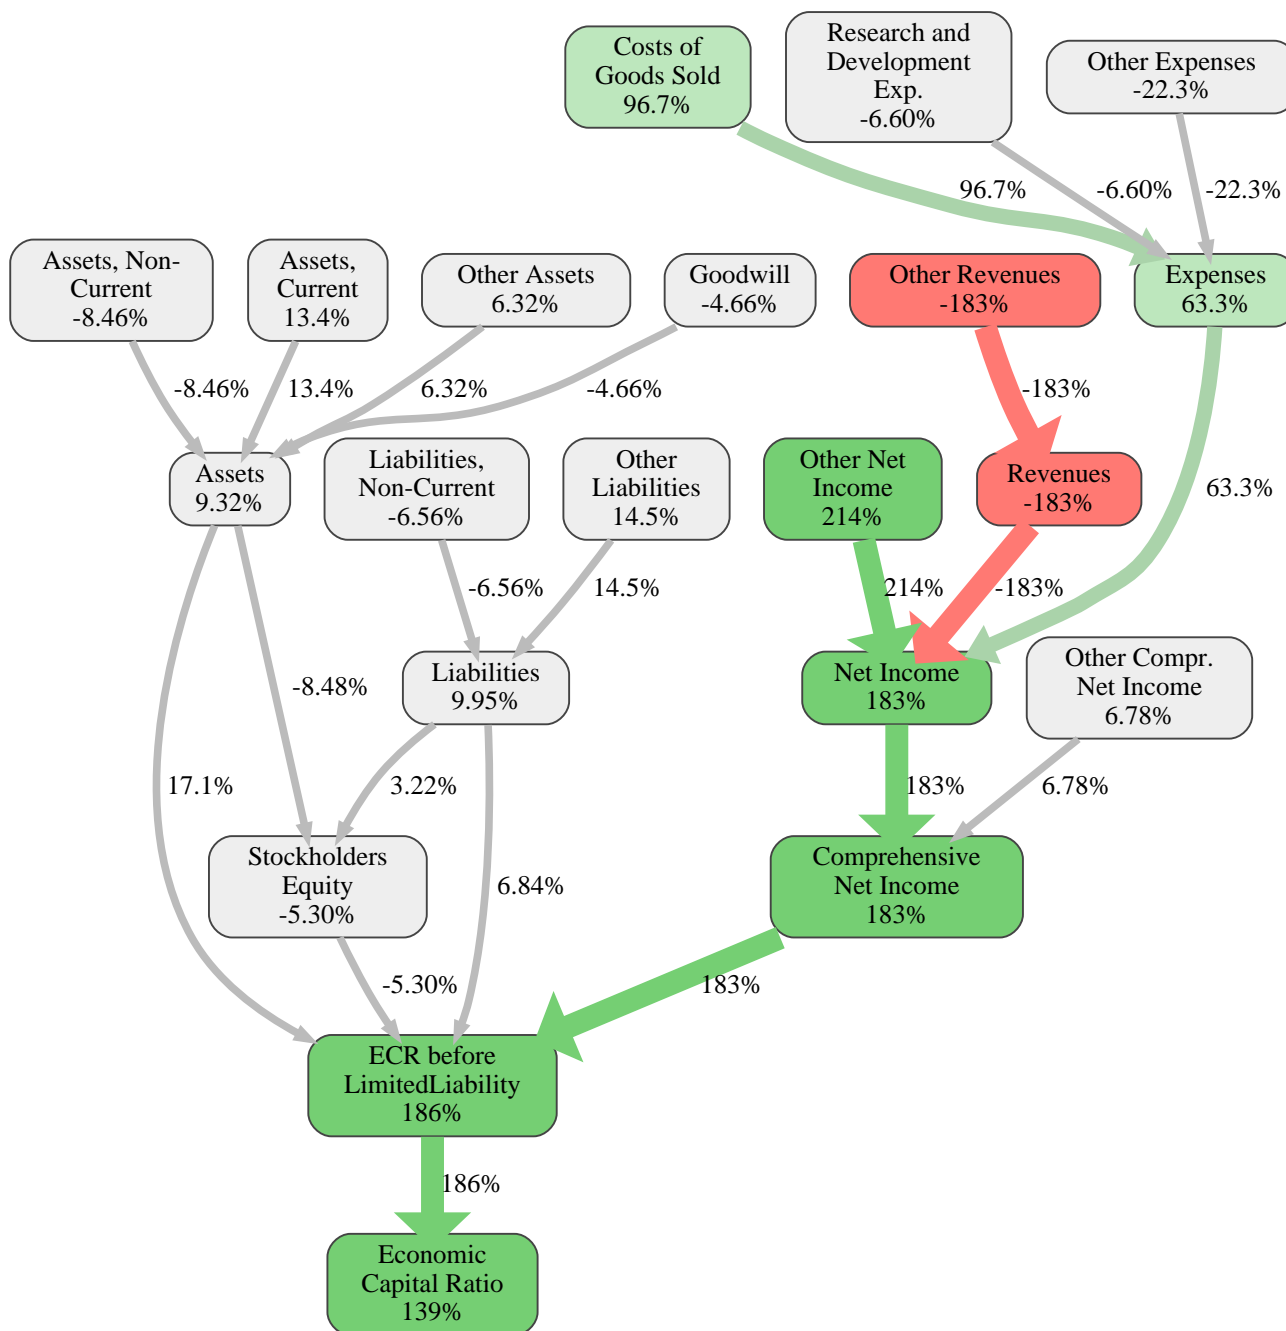 Costs of
Goods Sold
96.7%
Research and
Development
Exp.
-6.60%
Other Expenses
-22.3%
96.7%
-6.60%
-22.3%
Assets, Non-
Current
-8.46%
Assets,
Current
13.4%
Other Assets
6.32%
Goodwill
-4.66%
Other Revenues
-183%
Expenses
63.3%
-8.46%
13.4%
6.32%
-4.66%
-183%
63.3%
Assets
9.32%
Liabilities,
Non-Current
-6.56%
Other
Liabilities
14.5%
Other Net
Income
214%
Revenues
-183%
-6.56%
14.5%
214%
-183%
-8.48%
Liabilities
9.95%
Net Income
183%
Other Compr.
Net Income
6.78%
17.1%
3.22%
183%
6.78%
Stockholders
Equity
-5.30%
6.84%
Comprehensive
Net Income
183%
-5.30%
183%
ECR before
LimitedLiability
186%
186%
Economic
Capital Ratio
139%